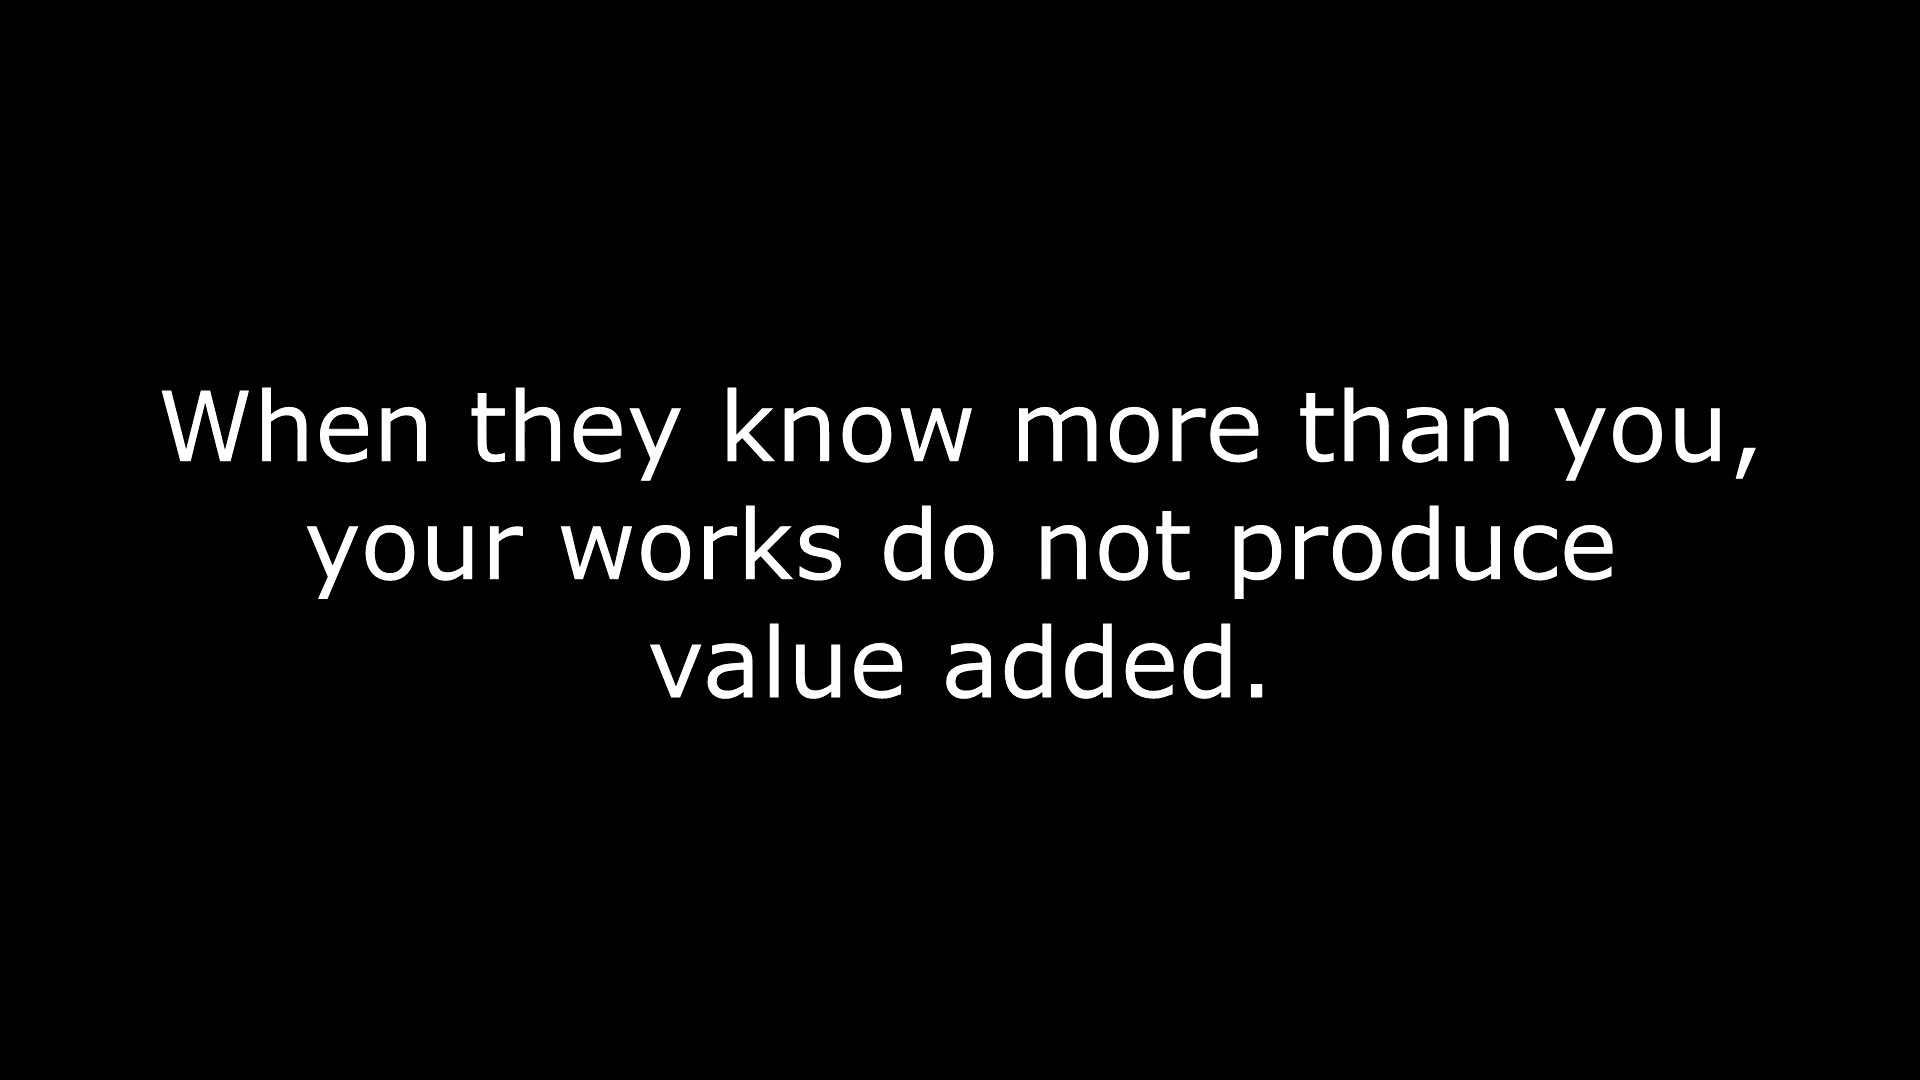 When they know more than you,
your works do not produce
value added.